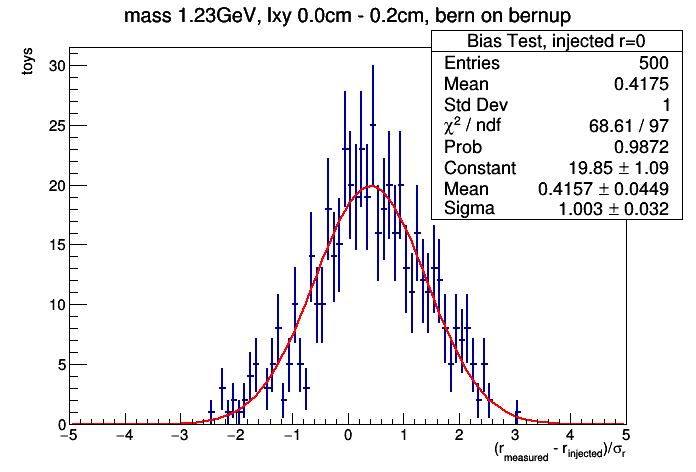 mass 1.23GeV, lxy 0.0cm - 0.2cm, bern on bernup
Bias Test, injected r=0
Entries 500
Mean 0.4175
Std Dev 1
χ² / ndf 68.61 / 97
Prob 0.9872
Constant 19.85 ± 1.09
Mean 0.4157 ± 0.0449
Sigma 1.003 ± 0.032
toys
30
25
20
15
10
5
0
−5 −4 −3 −2 −1 0 1 2 3 4 5
(r_measured - r_injected)/σ_r